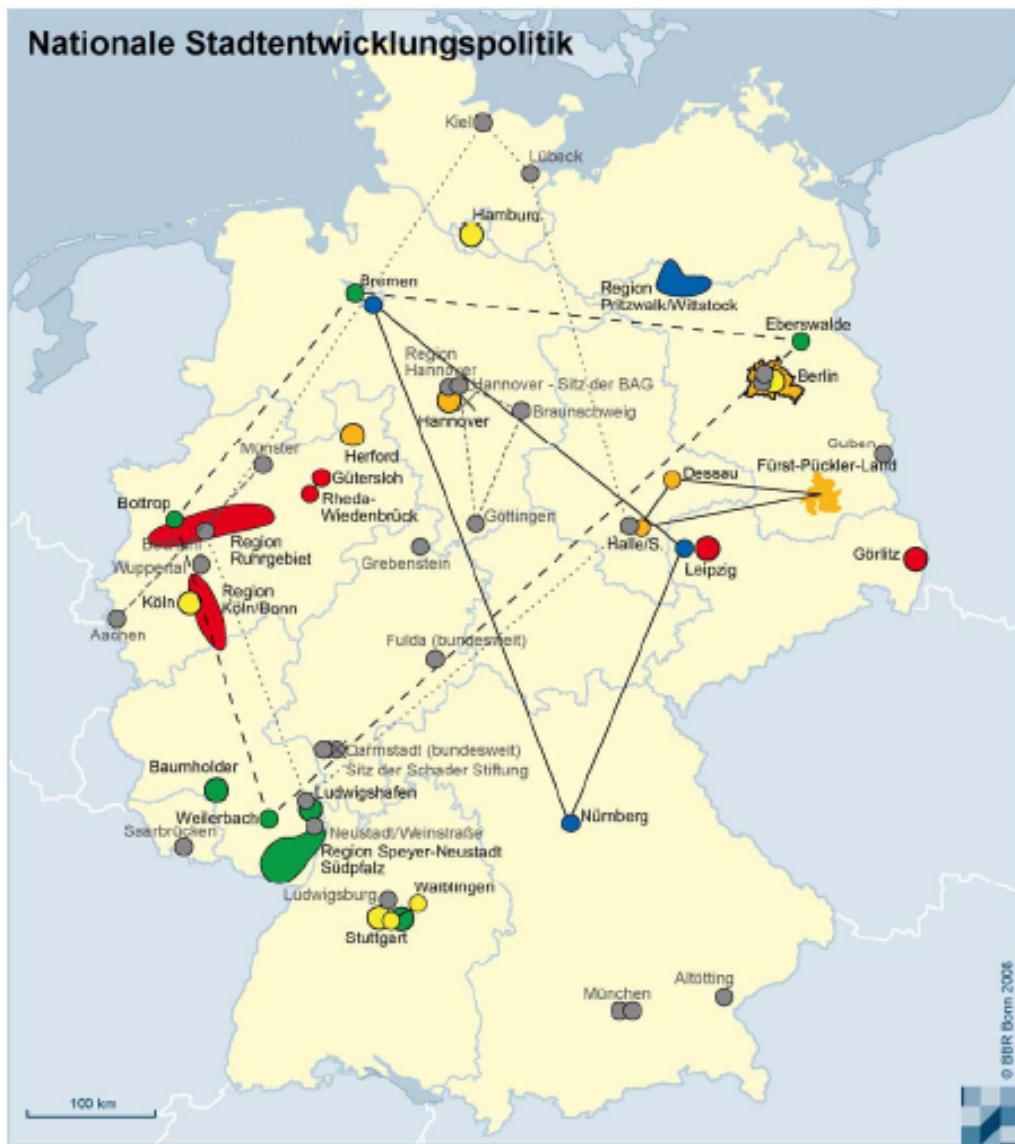 Nationale Stadtentwicklungspolitik
Kiel
Lübeck
Hamburg
Bremen
Region
Pritzwalk/Wittstock
Eberswalde
Berlin
Region
Hannover
Hannover - Sitz der BAG
Hannover
Braunschweig
Guben
Herford
Fürst-Pückler-Land
Münster
Dessau
Gütersloh
Rheda-
Wiedenbrück
Bottrop
Göttingen
Halle/S.
Region
Ruhrgebiet
Grebenstein
Leipzig
Görlitz
Wuppertal
Region
Köln/Bonn
Köln
Aachen
Fulda (bundesweit)
Darmstadt (bundesweit)
Sitz der Schader Stiftung
Baumholder
Ludwigshafen
Weilerbach
Nürnberg
Saarbrücken
Neustadt/Weinstraße
Region Speyer-Neustadt
Südpfalz
Waiblingen
Ludwigsburg
Stuttgart
Altötting
München
100 km